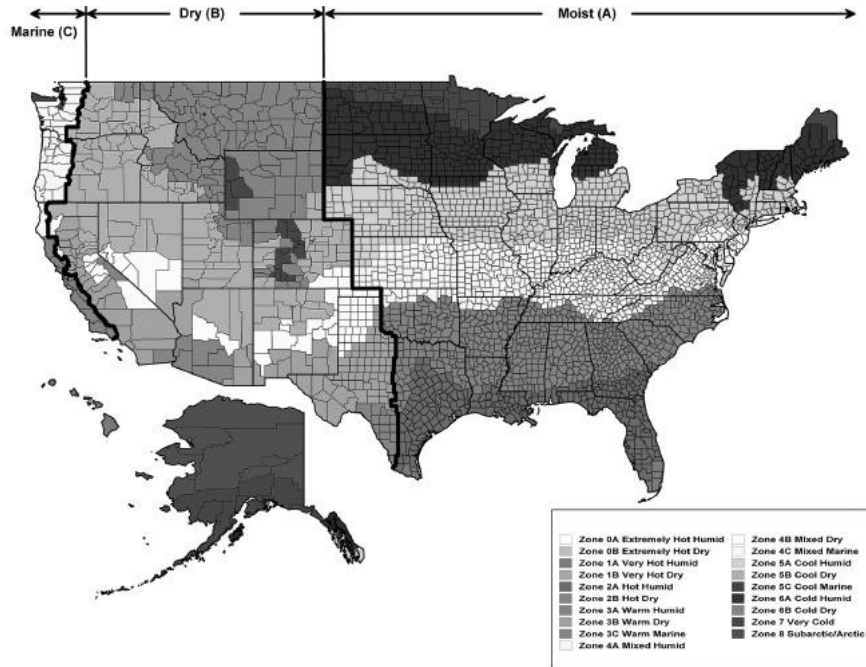 Marine (C)
Dry (B)
Moist (A)
Zone 0A Extremely Hot Humid
Zone 0B Extremely Hot Dry
Zone 1A Very Hot Humid
Zone 1B Very Hot Dry
Zone 2A Hot Humid
Zone 2B Hot Dry
Zone 3A Warm Humid
Zone 3B Warm Dry
Zone 3C Warm Marine
Zone 4A Mixed Humid
Zone 4B Mixed Dry
Zone 4C Mixed Marine
Zone 5A Cool Humid
Zone 5B Cool Dry
Zone 5C Cool Marine
Zone 6A Cold Humid
Zone 6B Cold Dry
Zone 7 Very Cold
Zone 8 Subarctic/Arctic